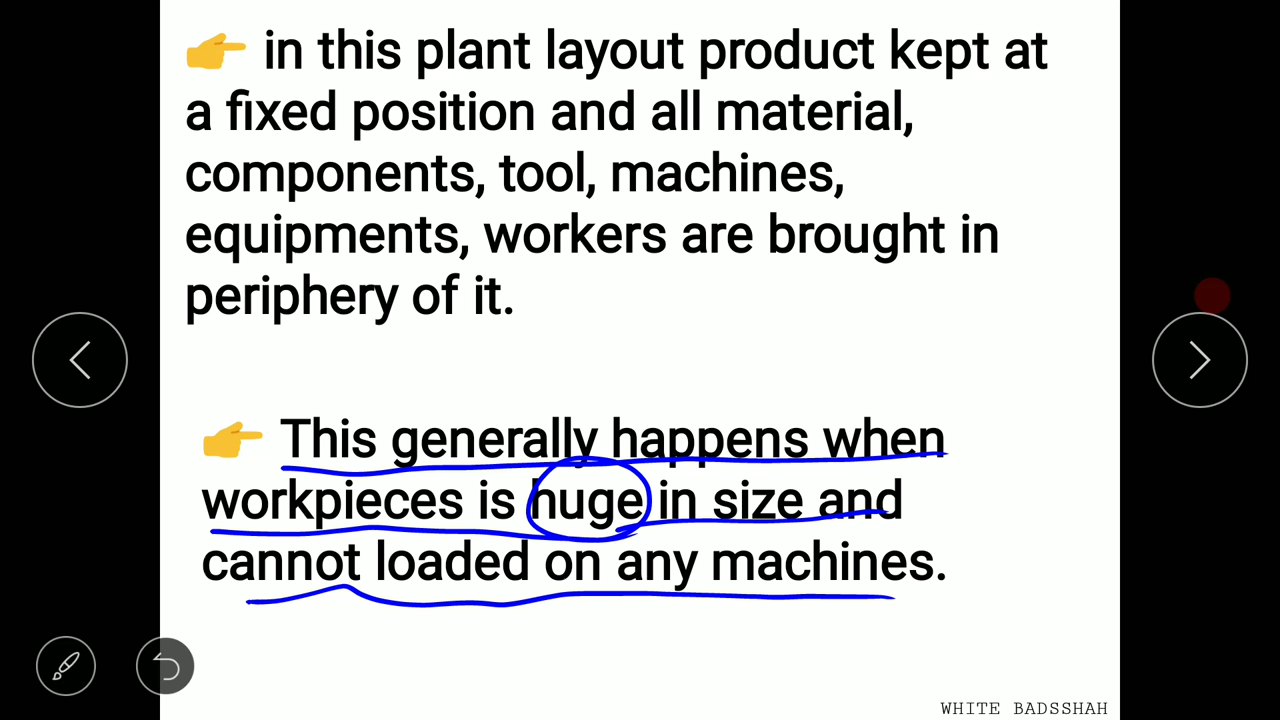 👉 in this plant layout product kept at
a fixed position and all material,
components, tool, machines,
equipments, workers are brought in
periphery of it.
👉 This generally happens when
workpieces is huge in size and
cannot loaded on any machines.
WHITE BADSSHAH